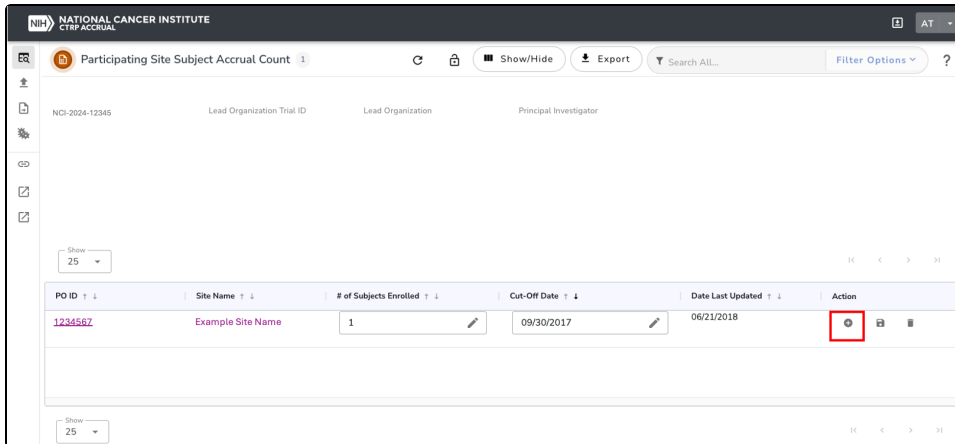 NIH NATIONAL CANCER INSTITUTE
CTRP ACCRUAL
AT
Participating Site Subject Accrual Count 1
Show/Hide
Export
Search All...
Filter Options
?
NCI-2024-12345 Lead Organization Trial ID Lead Organization Principal Investigator
Show
25
PO ID ↑ ↓ Site Name ↑ ↓ # of Subjects Enrolled ↑ ↓ Cut-Off Date ↑ ↓ Date Last Updated ↑ ↓ Action
1234567 Example Site Name 1 09/30/2017 06/21/2018
Show
25